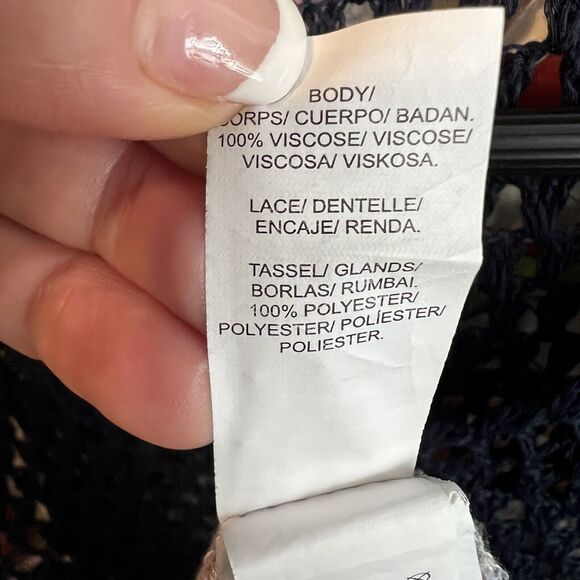 BODY/
CORPS/ CUERPO/ BADAN.
100% VISCOSE/ VISCOSE/
VISCOSA/ VISKOSA.
LACE/ DENTELLE/
ENCAJE/ RENDA.
TASSEL/ GLANDS/
BORLAS/ RUMBAI.
100% POLYESTER/
POLYESTER/ POLÍESTER/
POLIESTER.